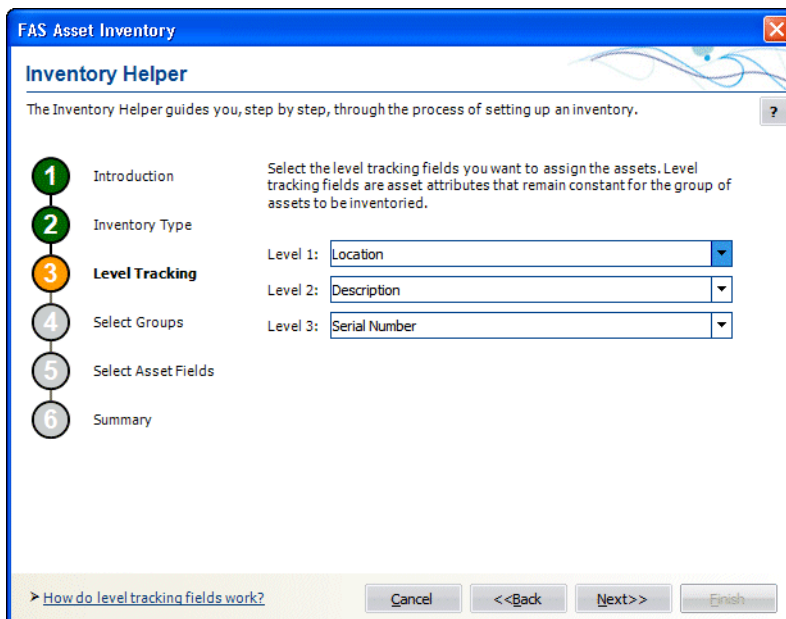 FAS Asset Inventory
Inventory Helper
The Inventory Helper guides you, step by step, through the process of setting up an inventory.
?
1 Introduction
2 Inventory Type
3 Level Tracking
4 Select Groups
5 Select Asset Fields
6 Summary
Select the level tracking fields you want to assign the assets. Level
tracking fields are asset attributes that remain constant for the group of
assets to be inventoried.
Level 1: Location
Level 2: Description
Level 3: Serial Number
How do level tracking fields work?
Cancel <<Back Next>> Finish